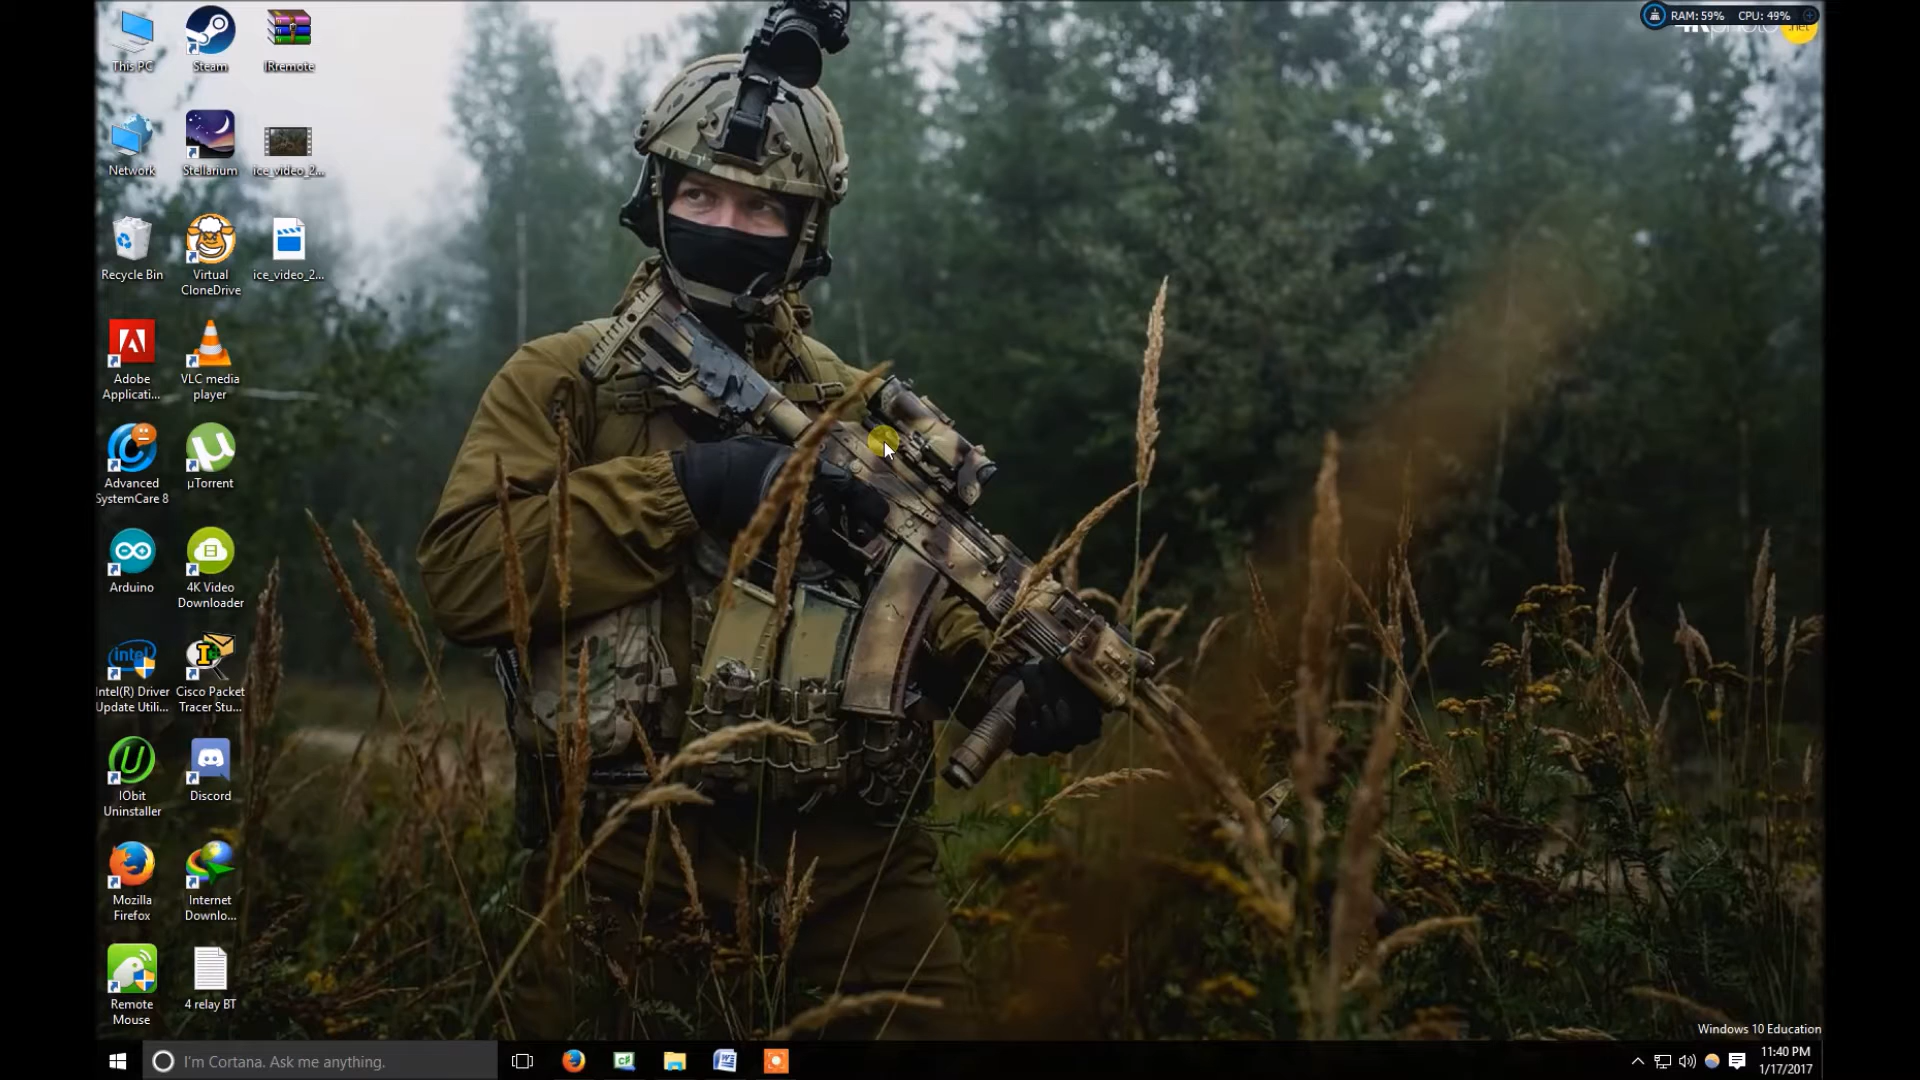 RAM: 59% CPU: 49%
.net
This PC
Steam
IRremote
Network
Stellarium
ice_video_2...
Recycle Bin
Virtual
CloneDrive
ice_video_2...
Adobe
Applicati...
VLC media
player
Advanced
SystemCare 8
µTorrent
Arduino
4K Video
Downloader
intel
Intel(R) Driver
Update Utili...
Cisco Packet
Tracer Stu...
IObit
Uninstaller
Discord
Mozilla
Firefox
Internet
Downlo...
Remote
Mouse
4 relay BT
Windows 10 Education
I'm Cortana. Ask me anything.
11:40 PM
1/17/2017